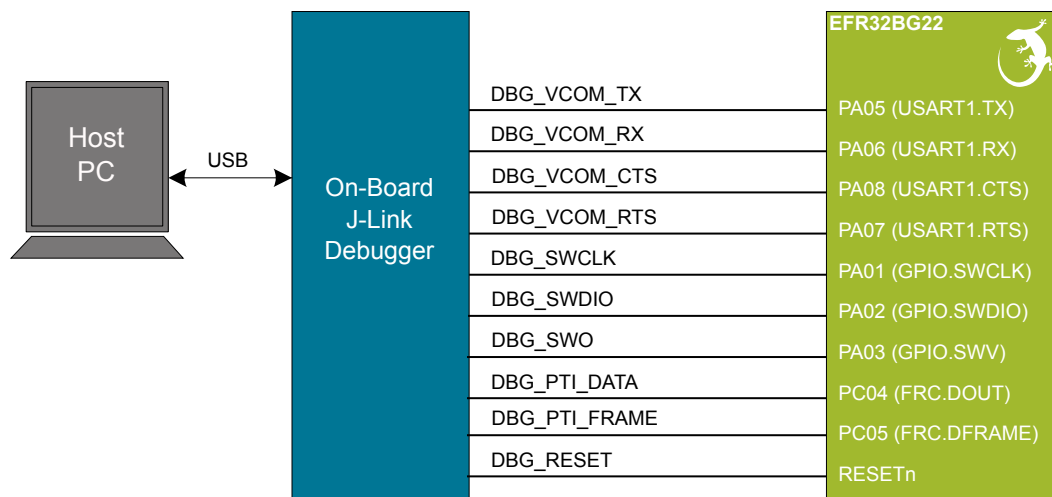 EFR32BG22
Host
PC
USB
On-Board
J-Link
Debugger
DBG_VCOM_TX
PA05 (USART1.TX)
DBG_VCOM_RX
PA06 (USART1.RX)
DBG_VCOM_CTS
PA08 (USART1.CTS)
DBG_VCOM_RTS
PA07 (USART1.RTS)
DBG_SWCLK
PA01 (GPIO.SWCLK)
DBG_SWDIO
PA02 (GPIO.SWDIO)
DBG_SWO
PA03 (GPIO.SWV)
DBG_PTI_DATA
PC04 (FRC.DOUT)
DBG_PTI_FRAME
PC05 (FRC.DFRAME)
DBG_RESET
RESETn